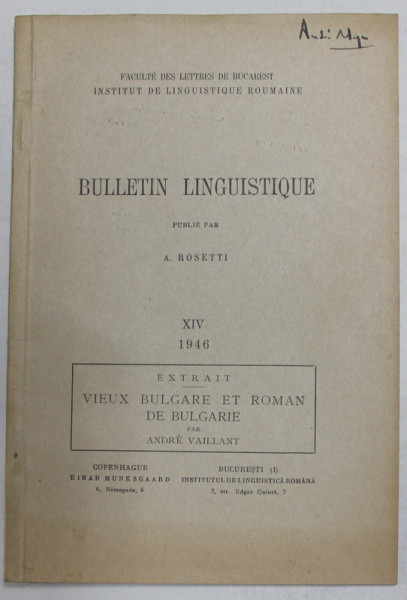 FACULTÉ DES LETTRES DE BUCAREST
INSTITUT DE LINGUISTIQUE ROUMAINE
BULLETIN LINGUISTIQUE
PUBLIÉ PAR
A. ROSETTI
XIV
1946
EXTRAIT
VIEUX BULGARE ET ROMAN
DE BULGARIE
PAR
ANDRÉ VAILLANT
COPENHAGUE
EINAR MUNKSGAARD
6, Nörregade, 6
BUCUREȘTI (I)
INSTITUTUL DE LINGUISTICĂ ROMÂNĂ
7, str. Edgar Quinet, 7